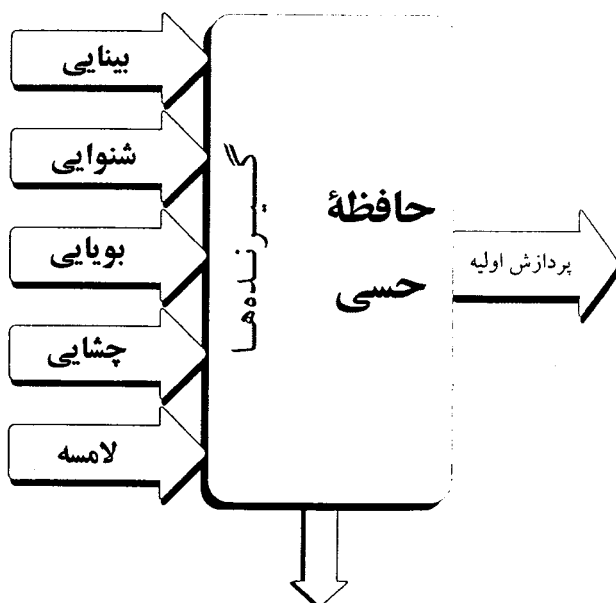 بینایی
شنوایی
بویایی
چشایی
لامسه
گیرنده‌ها
حافظهٔ
حسی
پردازش اولیه